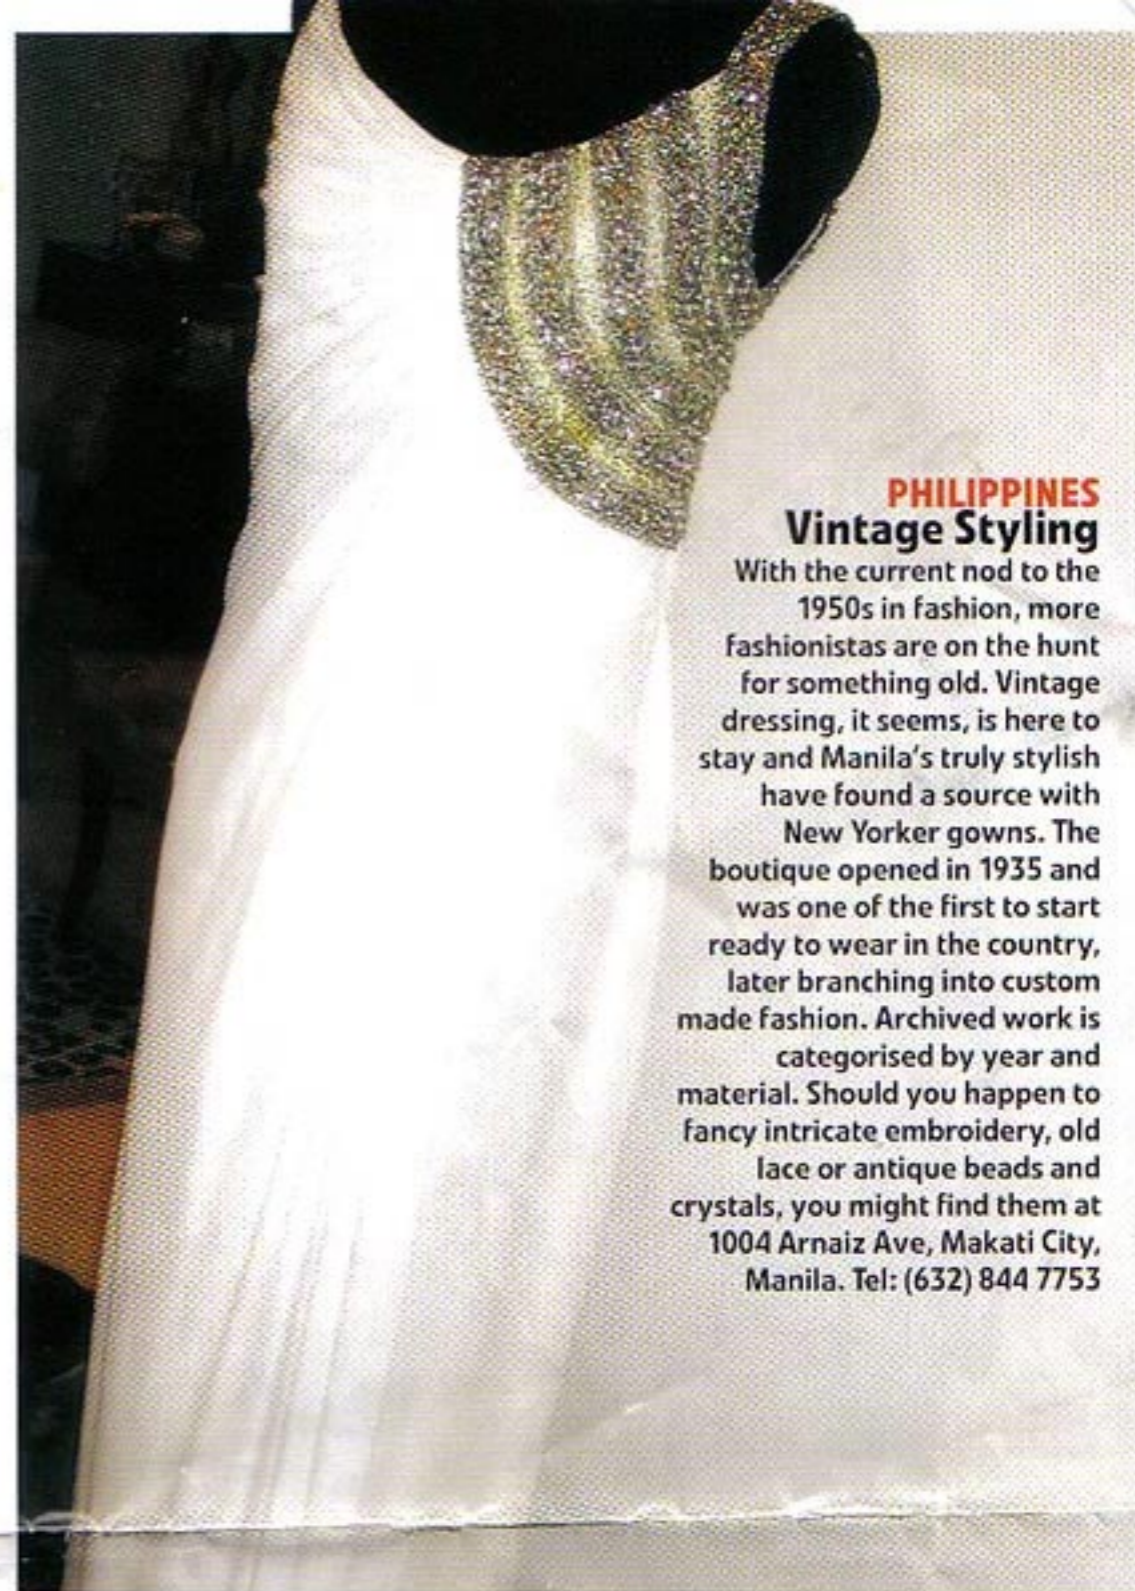 PHILIPPINES
Vintage Styling
With the current nod to the
1950s in fashion, more
fashionistas are on the hunt
for something old. Vintage
dressing, it seems, is here to
stay and Manila's truly stylish
have found a source with
New Yorker gowns. The
boutique opened in 1935 and
was one of the first to start
ready to wear in the country,
later branching into custom
made fashion. Archived work is
categorised by year and
material. Should you happen to
fancy intricate embroidery, old
lace or antique beads and
crystals, you might find them at
1004 Arnaiz Ave, Makati City,
Manila. Tel: (632) 844 7753